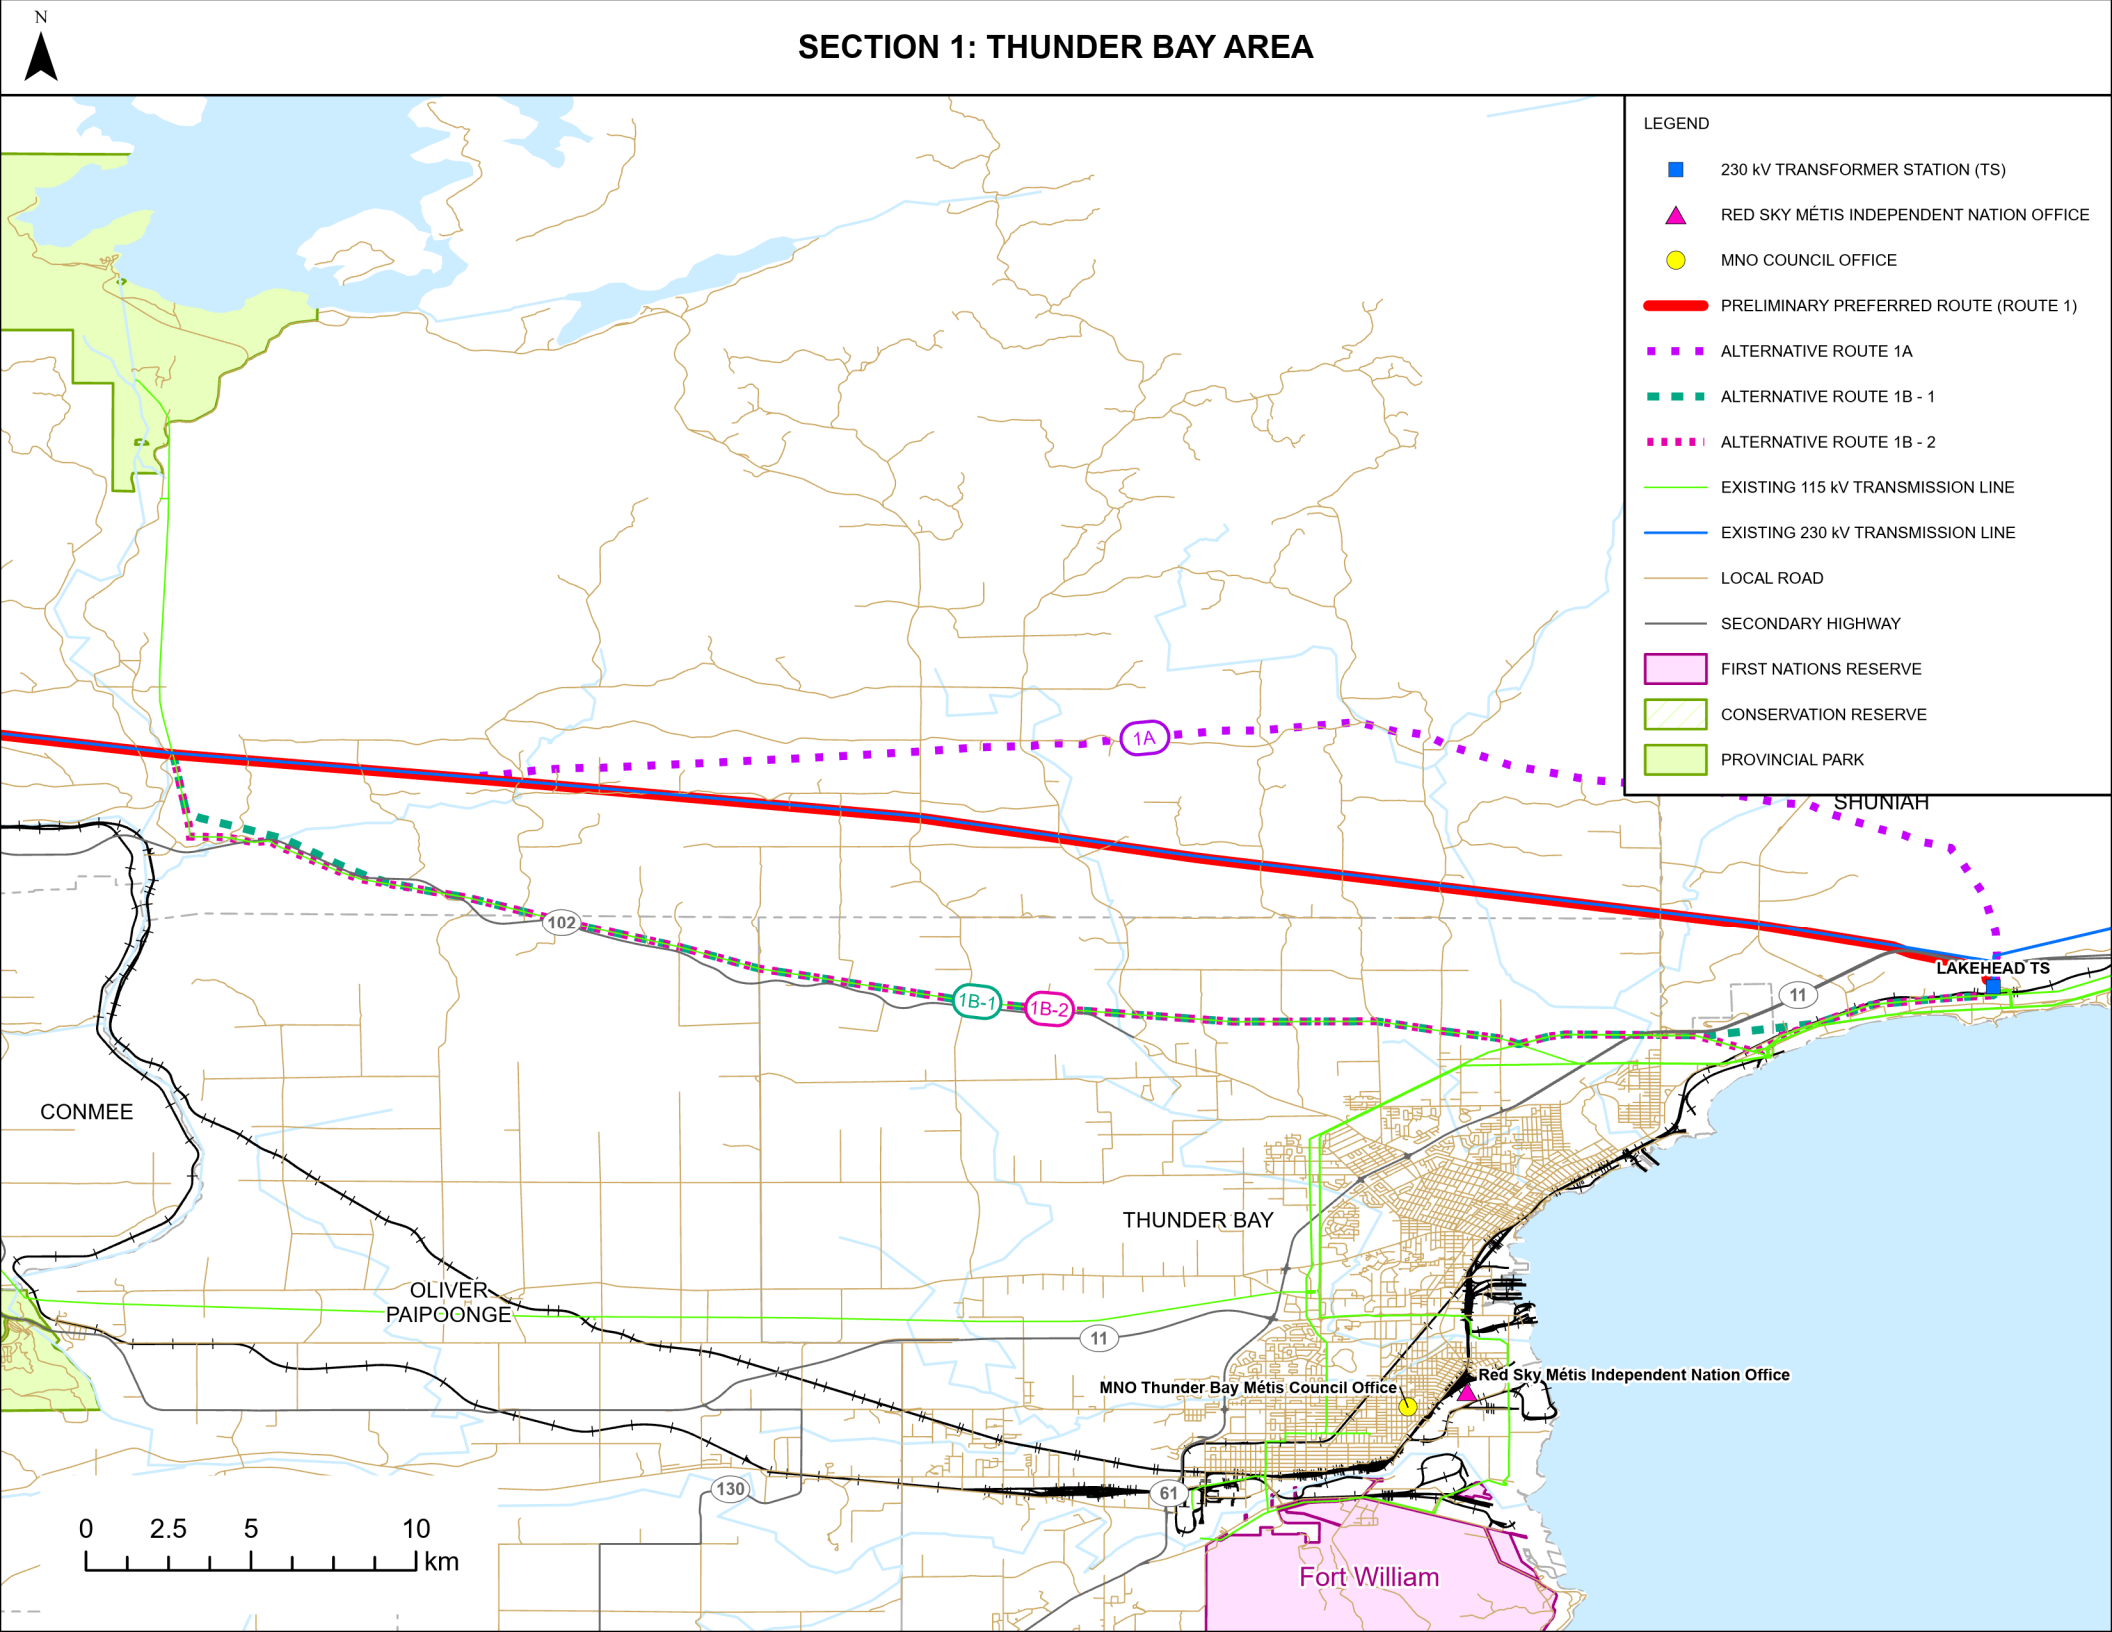 N
SECTION 1: THUNDER BAY AREA
LEGEND
230 kV TRANSFORMER STATION (TS)
RED SKY MÉTIS INDEPENDENT NATION OFFICE
MNO COUNCIL OFFICE
PRELIMINARY PREFERRED ROUTE (ROUTE 1)
ALTERNATIVE ROUTE 1A
ALTERNATIVE ROUTE 1B - 1
ALTERNATIVE ROUTE 1B - 2
EXISTING 115 kV TRANSMISSION LINE
EXISTING 230 kV TRANSMISSION LINE
LOCAL ROAD
SECONDARY HIGHWAY
FIRST NATIONS RESERVE
CONSERVATION RESERVE
PROVINCIAL PARK
1A
SHUNIAH
102
LAKEHEAD TS
11
1B-1
1B-2
CONMEE
THUNDER BAY
OLIVER
PAIPOONGE
11
Red Sky Métis Independent Nation Office
MNO Thunder Bay Métis Council Office
130
61
0 2.5 5 10
km
Fort William